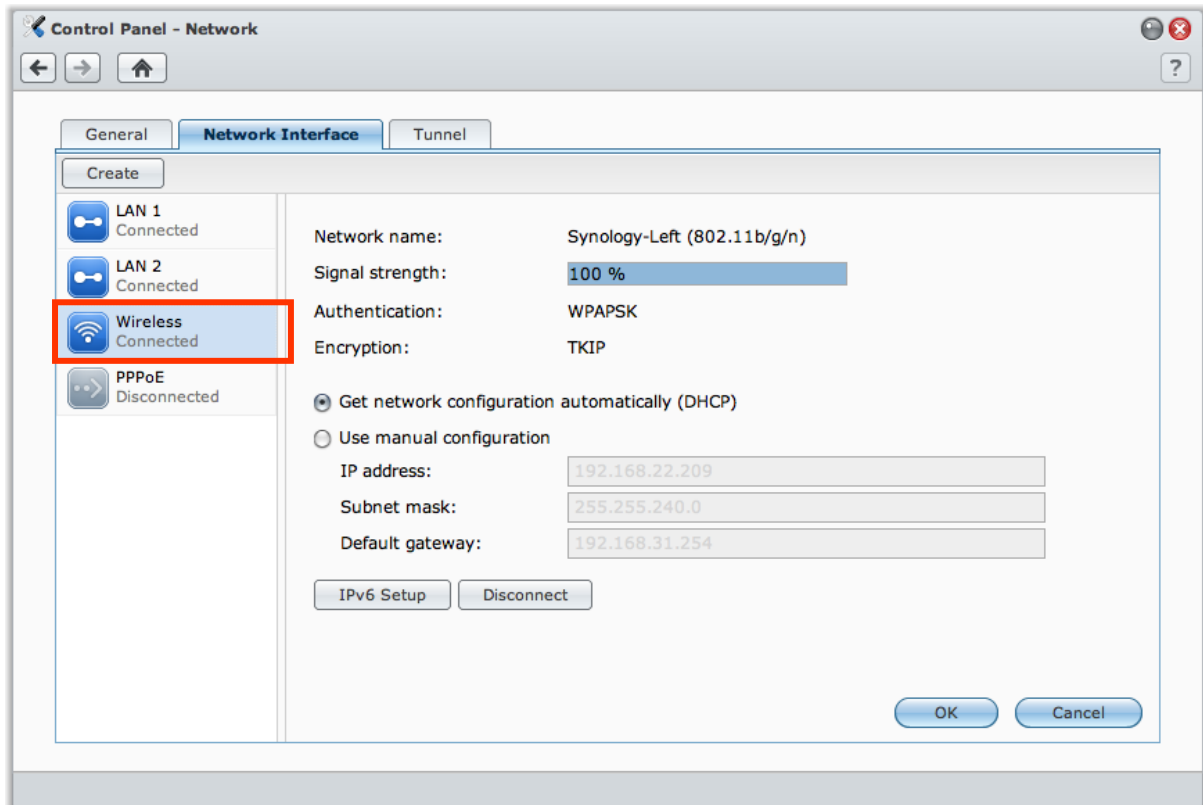 Control Panel - Network
?
General Network Interface Tunnel
Create
LAN 1
Connected
LAN 2
Connected
Wireless
Connected
PPPoE
Disconnected
Network name: Synology-Left (802.11b/g/n)
Signal strength: 100 %
Authentication: WPAPSK
Encryption: TKIP
Get network configuration automatically (DHCP)
Use manual configuration
IP address: 192.168.22.209
Subnet mask: 255.255.240.0
Default gateway: 192.168.31.254
IPv6 Setup Disconnect
OK Cancel